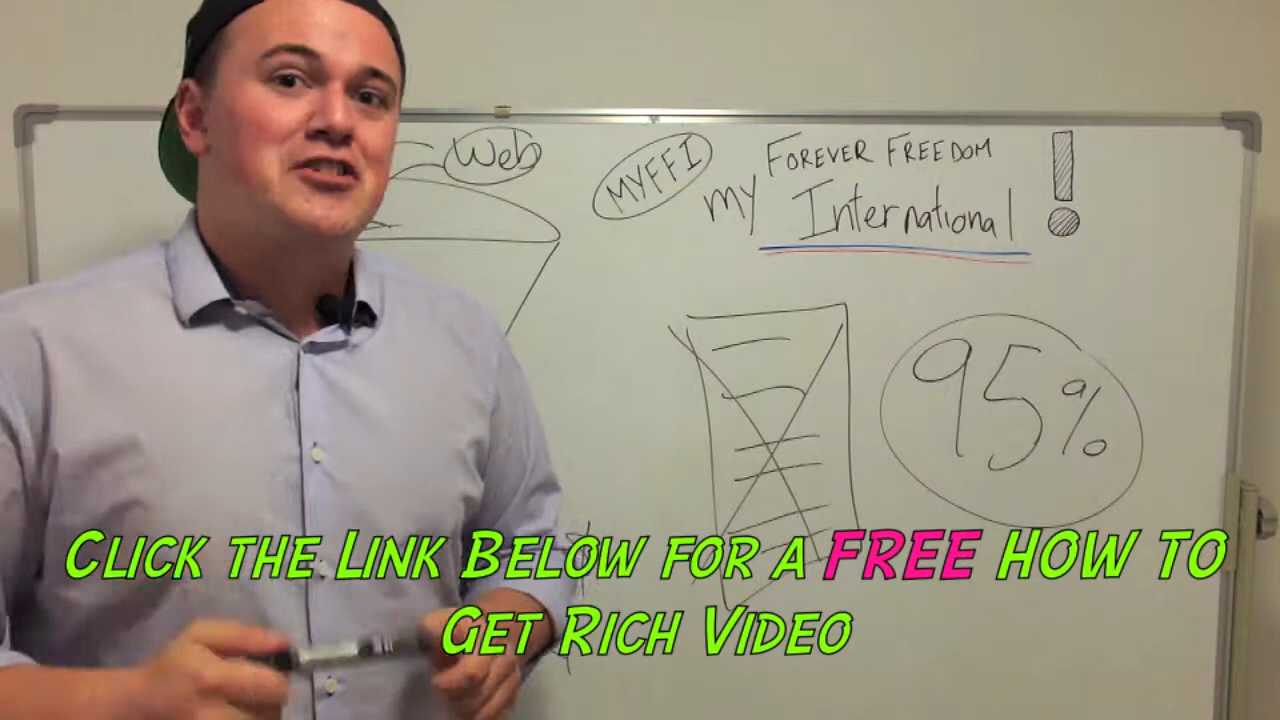 Web
MYFFI
FOREVER FREEDOM
my International !
95%
CLICK THE LINK BELOW FOR A FREE HOW TO
GET RICH VIDEO